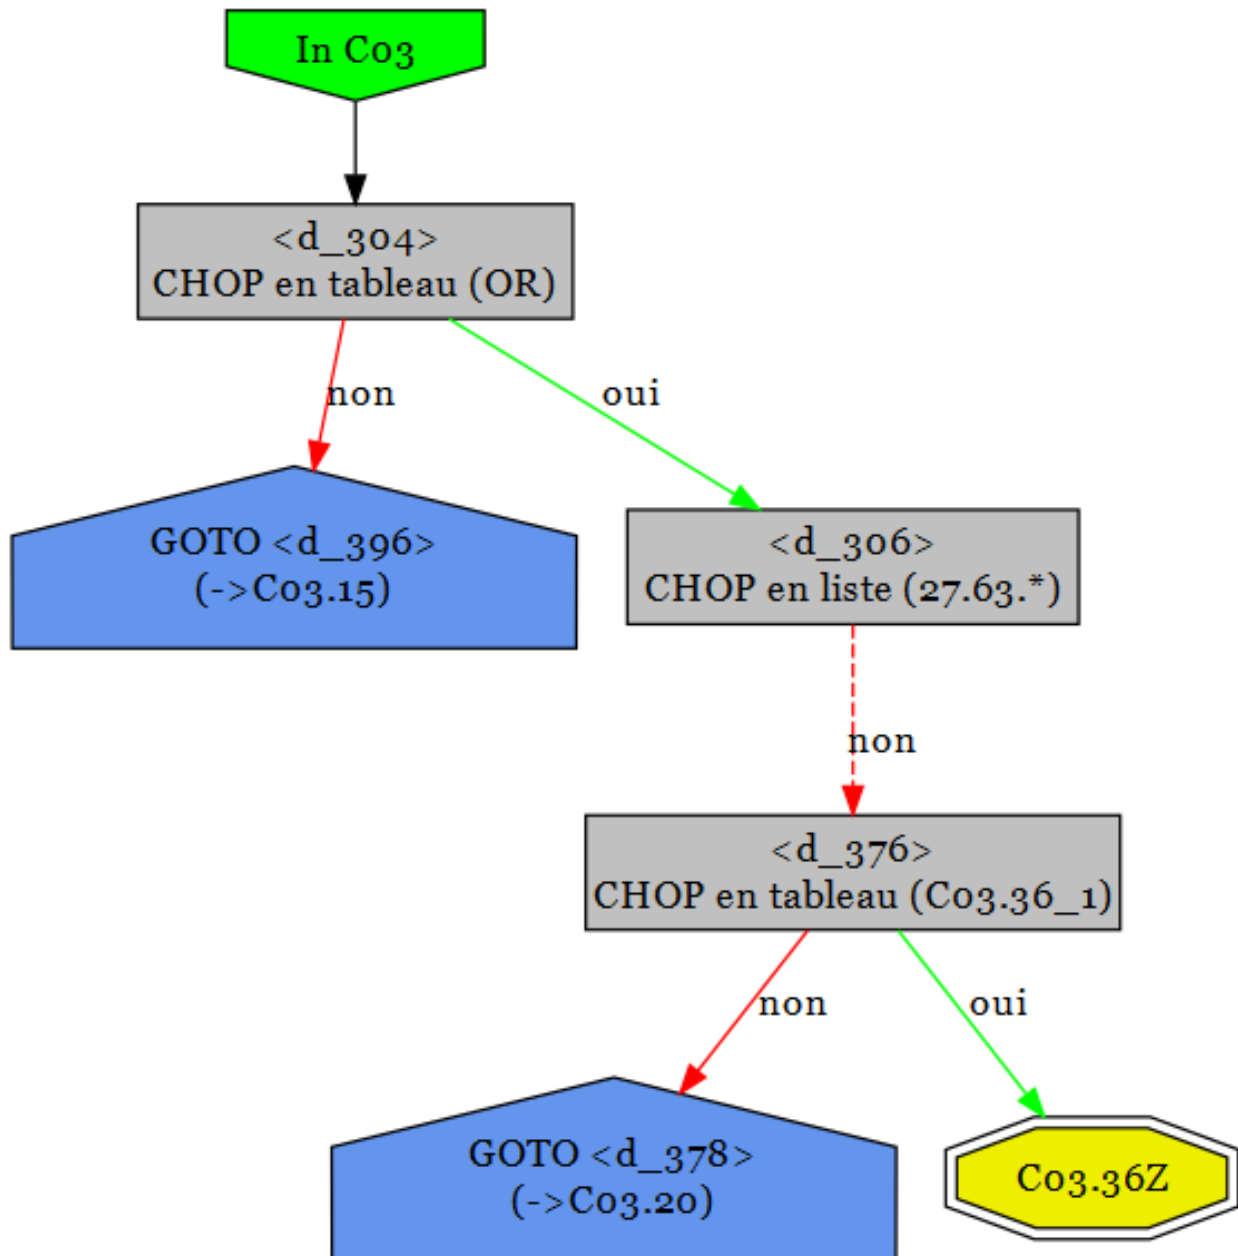 In C03
<d_304>
CHOP en tableau (OR)
non
oui
GOTO <d_396>
(->C03.15)
<d_306>
CHOP en liste (27.63.*)
non
<d_376>
CHOP en tableau (C03.36_1)
non
oui
GOTO <d_378>
(->C03.20)
C03.36Z